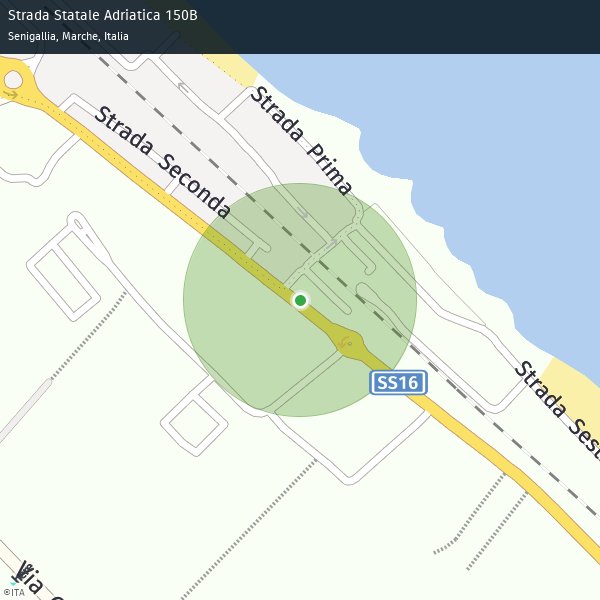 Strada Statale Adriatica 150B
Senigallia, Marche, Italia
Strada Prima
Strada Seconda
SS16
Strada Sest
Via
©ITA